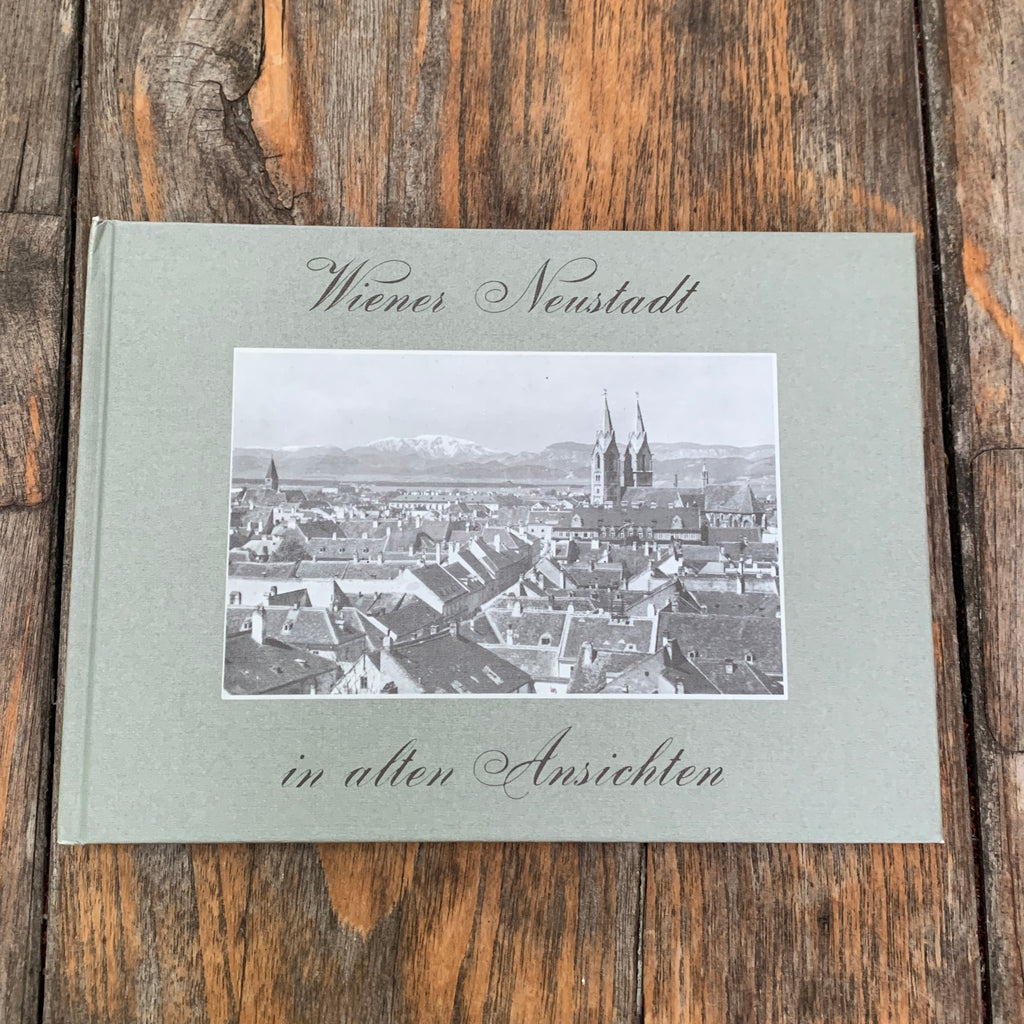 Wiener Neustadt
in alten Ansichten